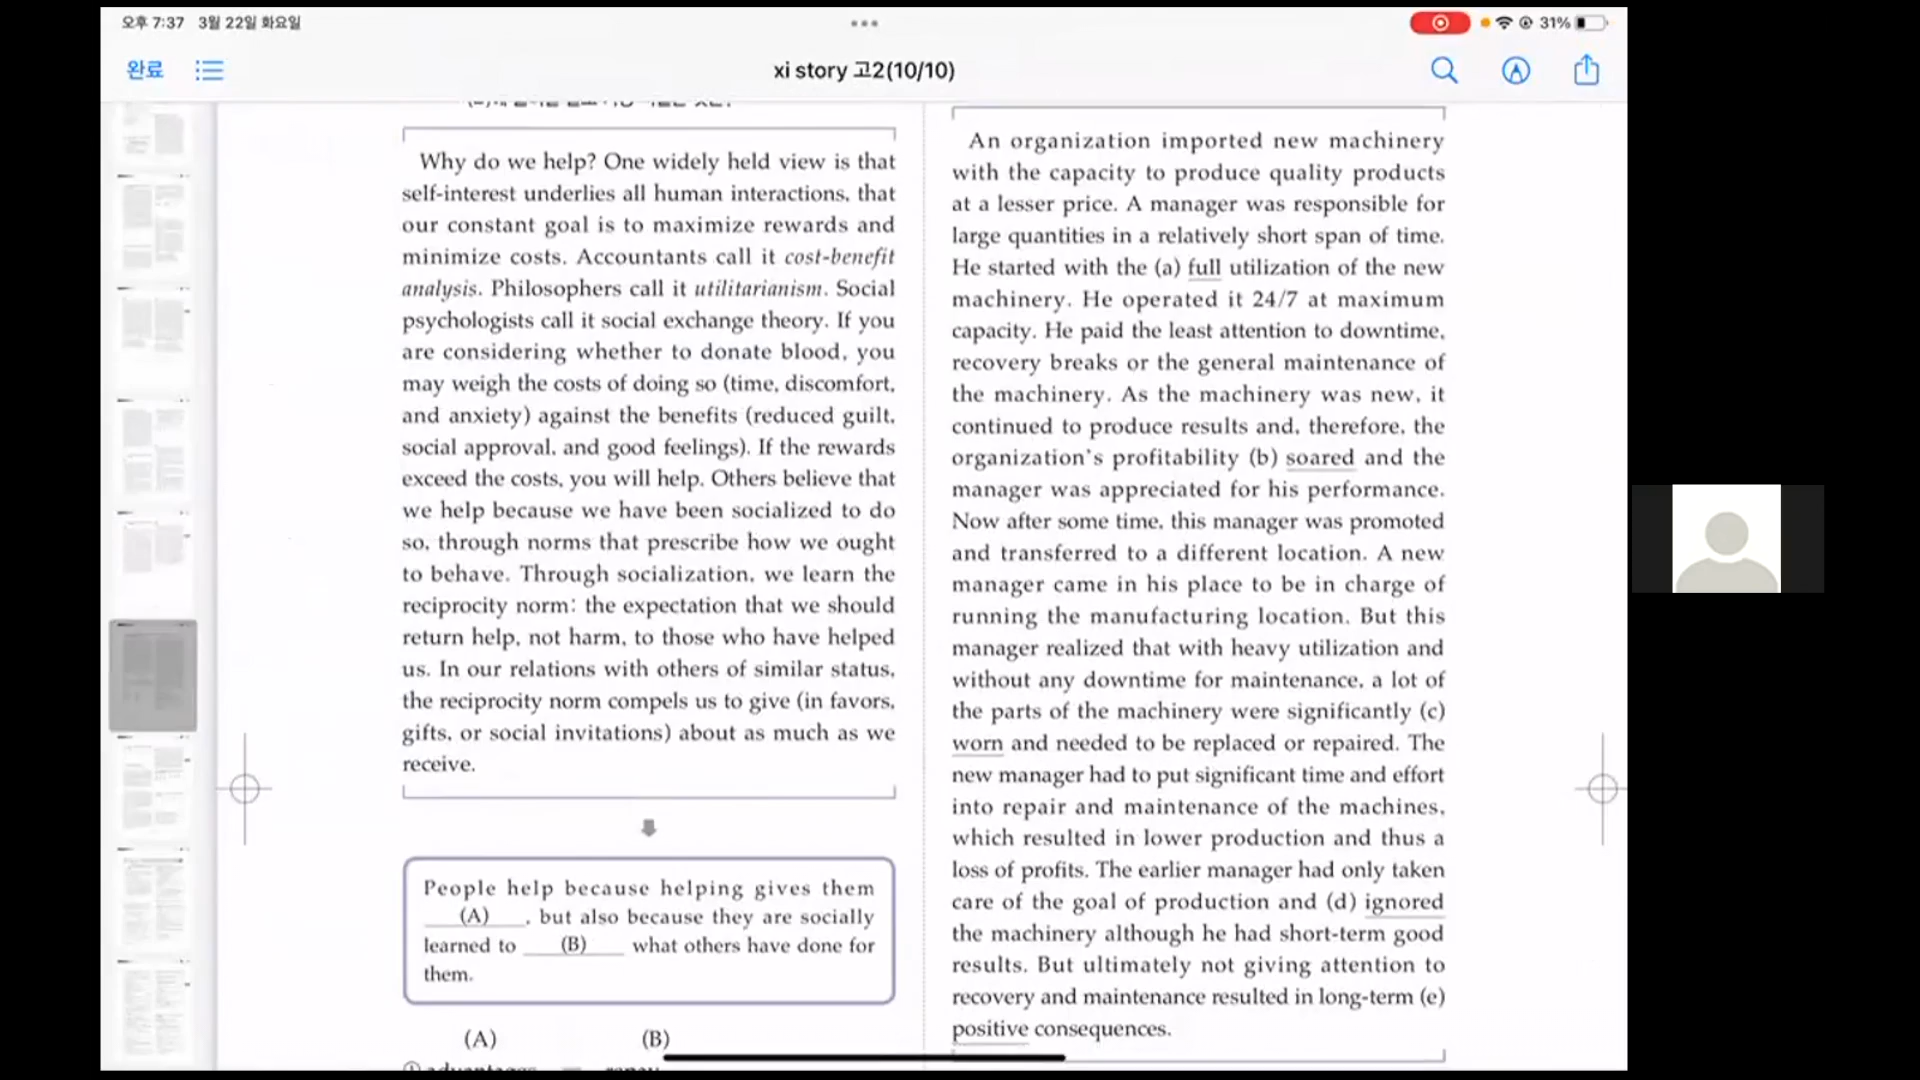 오후 7:37 3월 22일 화요일
31%
완료
xi story 고2(10/10)
Why do we help? One widely held view is that
self-interest underlies all human interactions, that
our constant goal is to maximize rewards and
minimize costs. Accountants call it cost-benefit
analysis. Philosophers call it utilitarianism. Social
psychologists call it social exchange theory. If you
are considering whether to donate blood, you
may weigh the costs of doing so (time, discomfort,
and anxiety) against the benefits (reduced guilt,
social approval, and good feelings). If the rewards
exceed the costs, you will help. Others believe that
we help because we have been socialized to do
so, through norms that prescribe how we ought
to behave. Through socialization, we learn the
reciprocity norm: the expectation that we should
return help, not harm, to those who have helped
us. In our relations with others of similar status,
the reciprocity norm compels us to give (in favors,
gifts, or social invitations) about as much as we
receive.
People help because helping gives them
(A) , but also because they are socially
learned to (B) what others have done for
them.
(A) (B)
An organization imported new machinery
with the capacity to produce quality products
at a lesser price. A manager was responsible for
large quantities in a relatively short span of time.
He started with the (a) full utilization of the new
machinery. He operated it 24/7 at maximum
capacity. He paid the least attention to downtime,
recovery breaks or the general maintenance of
the machinery. As the machinery was new, it
continued to produce results and, therefore, the
organization's profitability (b) soared and the
manager was appreciated for his performance.
Now after some time, this manager was promoted
and transferred to a different location. A new
manager came in his place to be in charge of
running the manufacturing location. But this
manager realized that with heavy utilization and
without any downtime for maintenance, a lot of
the parts of the machinery were significantly (c)
worn and needed to be replaced or repaired. The
new manager had to put significant time and effort
into repair and maintenance of the machines,
which resulted in lower production and thus a
loss of profits. The earlier manager had only taken
care of the goal of production and (d) ignored
the machinery although he had short-term good
results. But ultimately not giving attention to
recovery and maintenance resulted in long-term (e)
positive consequences.